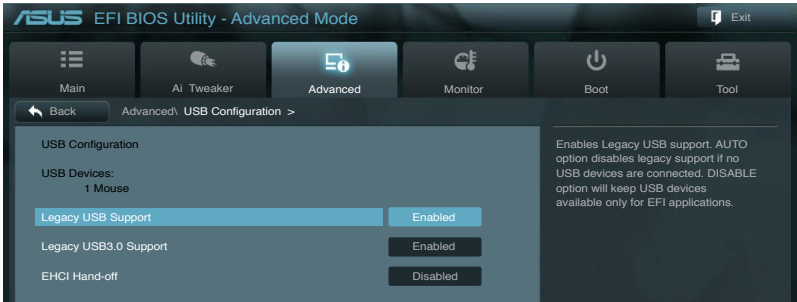 ASUS EFI BIOS Utility - Advanced Mode
Exit
Main
Ai Tweaker
Advanced
Monitor
Boot
Tool
Back
Advanced\ USB Configuration >
USB Configuration
USB Devices:
1 Mouse
Legacy USB Support Enabled
Legacy USB3.0 Support Enabled
EHCI Hand-off Disabled
Enables Legacy USB support. AUTO
option disables legacy support if no
USB devices are connected. DISABLE
option will keep USB devices
available only for EFI applications.